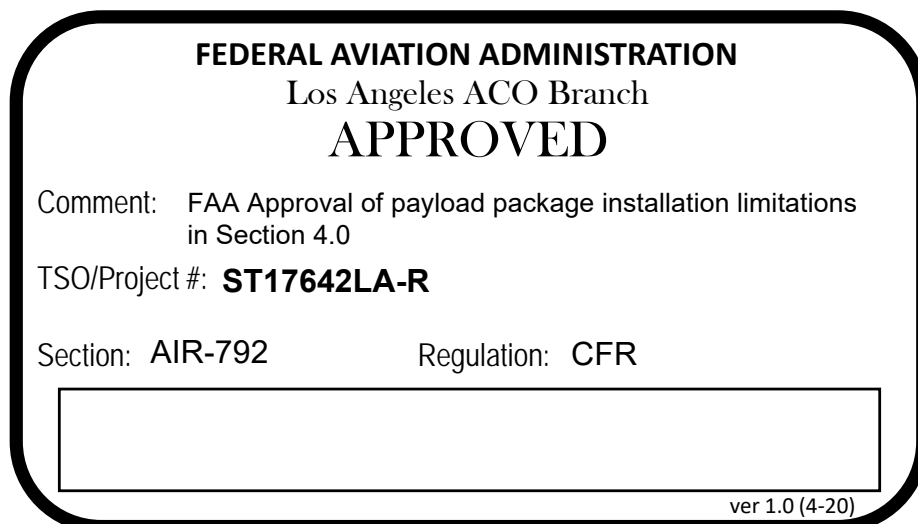 FEDERAL AVIATION ADMINISTRATION
Los Angeles ACO Branch
APPROVED
Comment: FAA Approval of payload package installation limitations
in Section 4.0
TSO/Project #: ST17642LA-R
Section: AIR-792 Regulation: CFR
ver 1.0 (4-20)